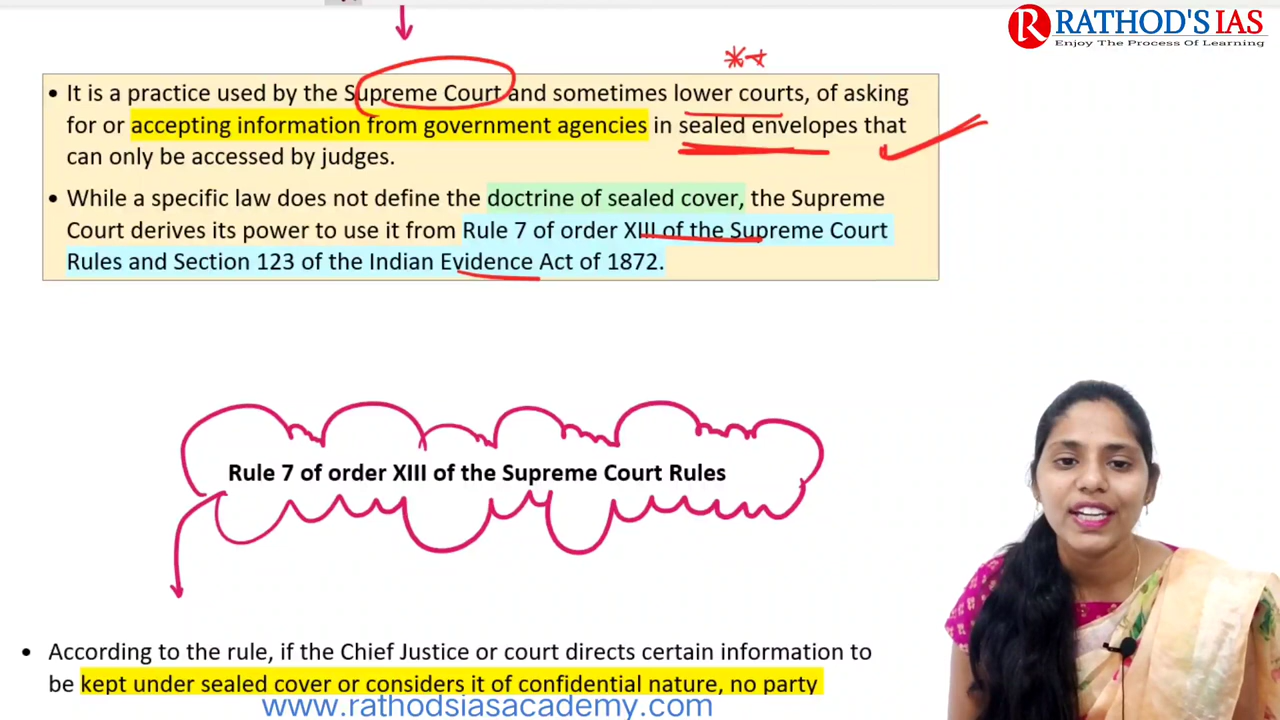 RATHOD'S IAS
Enjoy The Process Of Learning
• It is a practice used by the Supreme Court and sometimes lower courts, of asking
for or accepting information from government agencies in sealed envelopes that
can only be accessed by judges.
• While a specific law does not define the doctrine of sealed cover, the Supreme
Court derives its power to use it from Rule 7 of order XIII of the Supreme Court
Rules and Section 123 of the Indian Evidence Act of 1872.
Rule 7 of order XIII of the Supreme Court Rules
• According to the rule, if the Chief Justice or court directs certain information to
be kept under sealed cover or considers it of confidential nature, no party
www.rathodsiasacademy.com